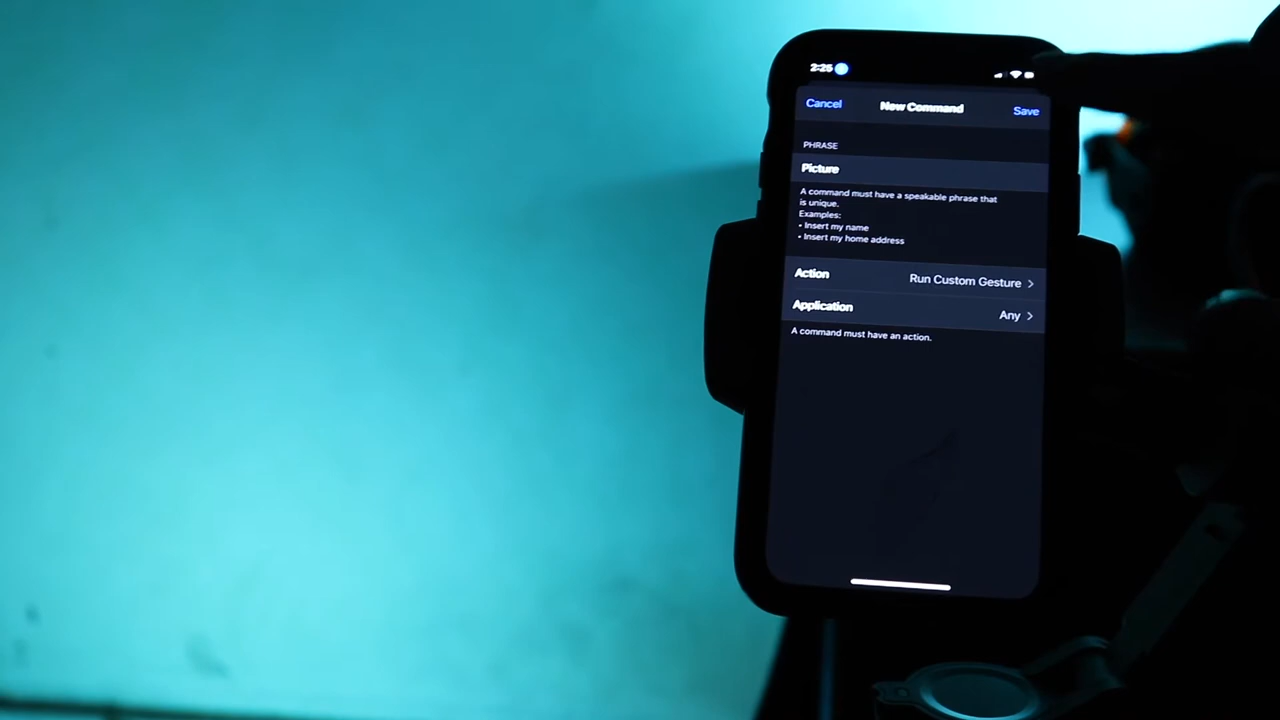 2:25
Cancel New Command Save
PHRASE
Picture
A command must have a speakable phrase that
is unique.
Examples:
• Insert my name
• Insert my home address
Action Run Custom Gesture
Application Any
A command must have an action.